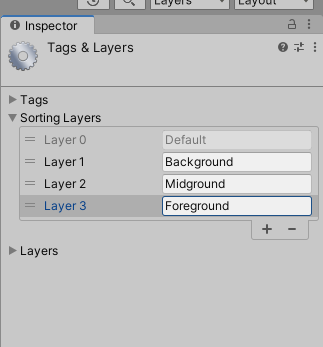 Layers
Layout
Inspector
Tags & Layers
Tags
Sorting Layers
Layer 0 Default
Layer 1 Background
Layer 2 Midground
Layer 3 Foreground
Layers